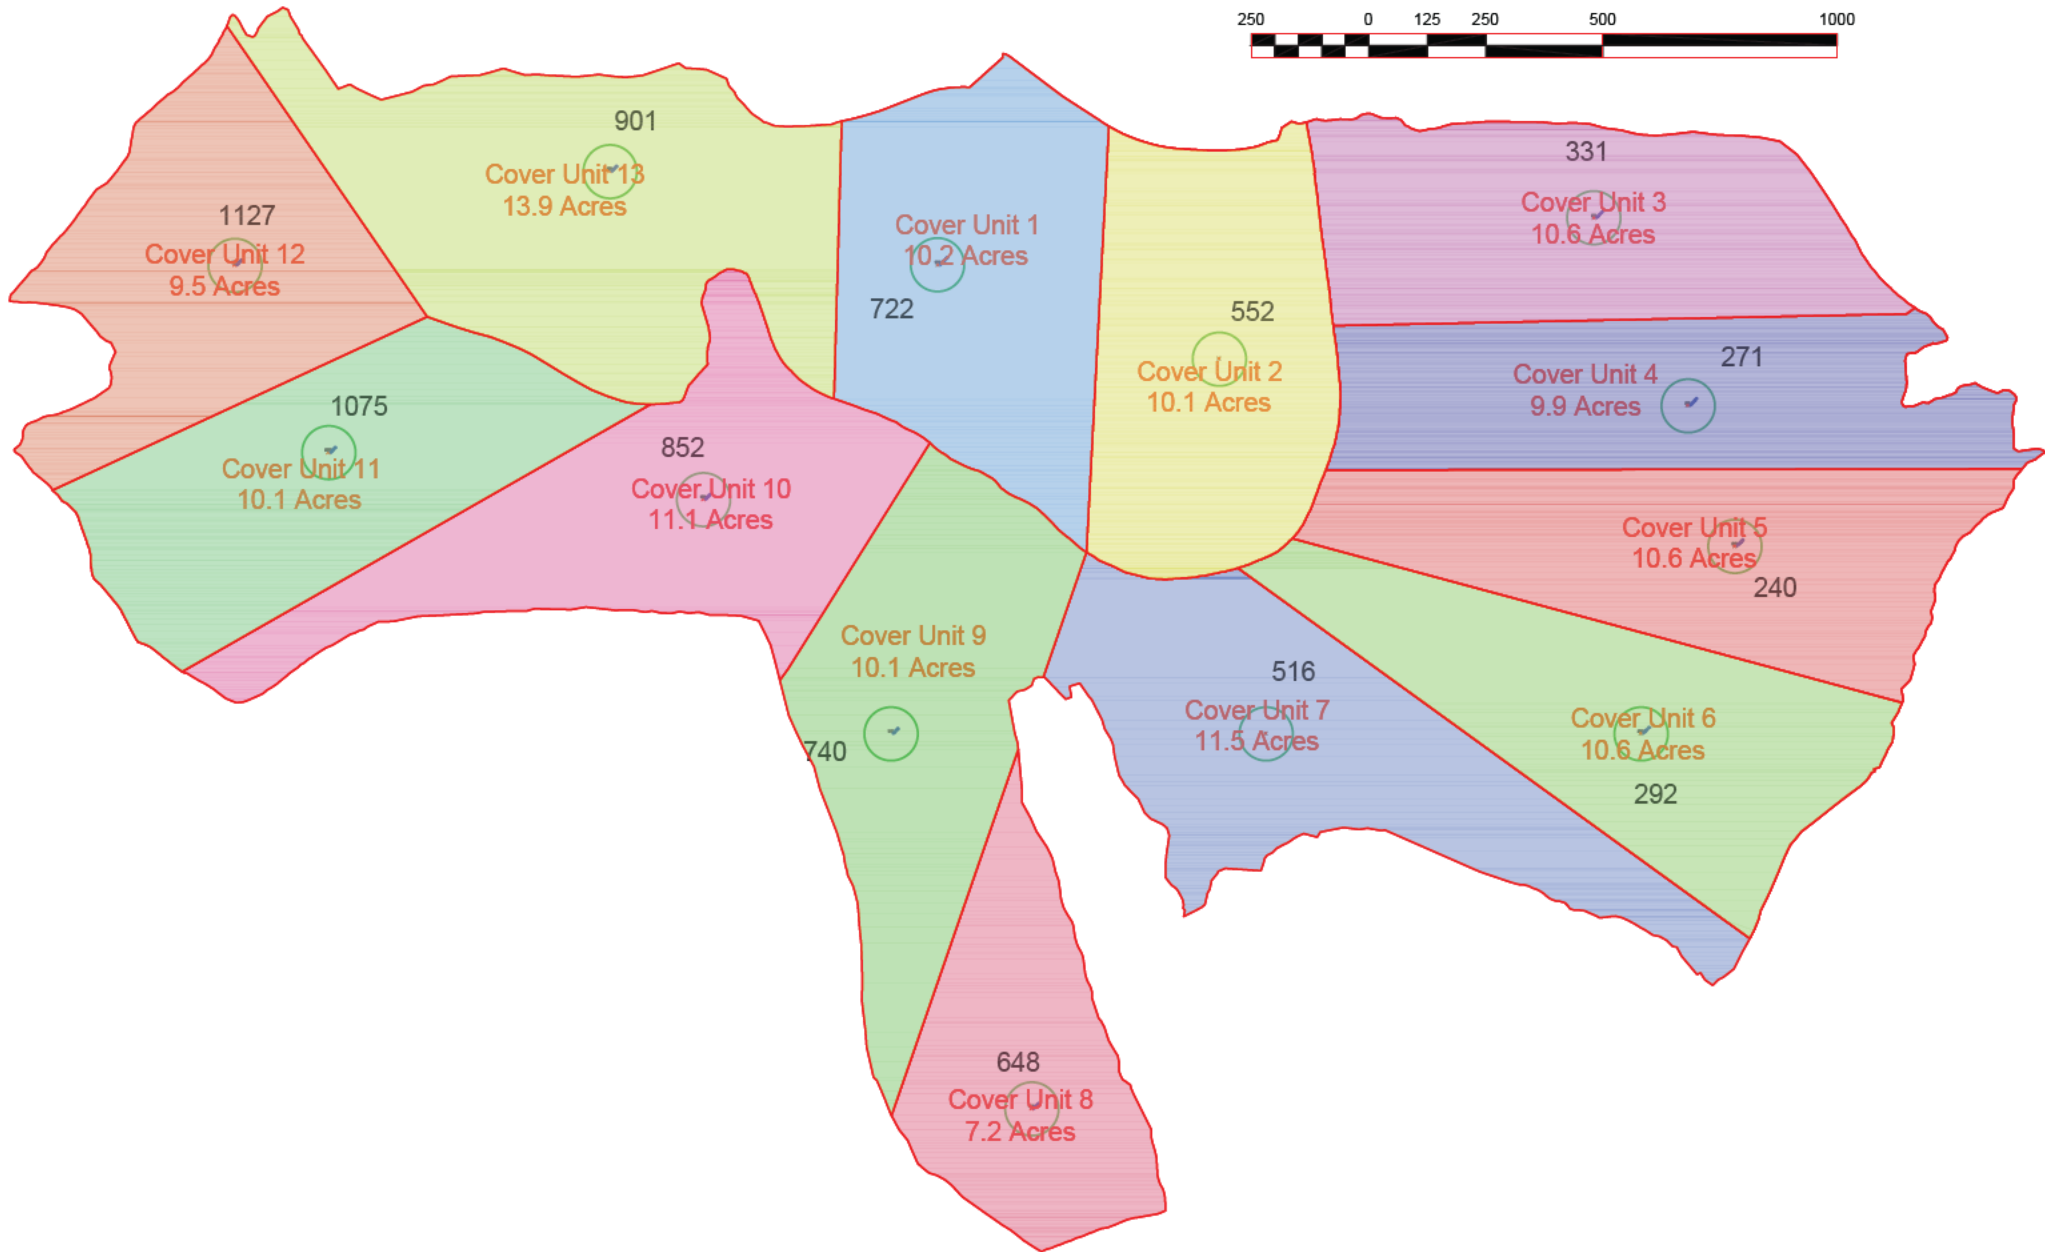 250 0 125 250 500 1000
901
Cover Unit 13
13.9 Acres
1127
Cover Unit 12
9.5 Acres
722
Cover Unit 1
10.2 Acres
552
Cover Unit 2
10.1 Acres
331
Cover Unit 3
10.6 Acres
271
Cover Unit 4
9.9 Acres
1075
Cover Unit 11
10.1 Acres
852
Cover Unit 10
11.1 Acres
Cover Unit 5
10.6 Acres
240
Cover Unit 9
10.1 Acres
740
516
Cover Unit 7
11.5 Acres
Cover Unit 6
10.6 Acres
292
648
Cover Unit 8
7.2 Acres